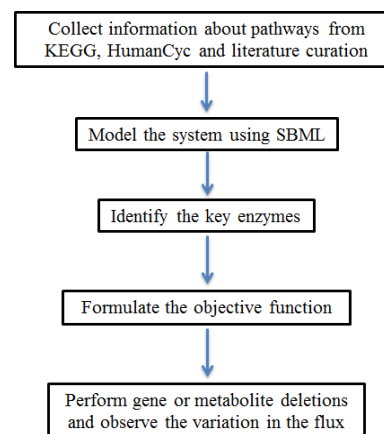 Collect information about pathways from
KEGG, HumanCyc and literature curation
Model the system using SBML
Identify the key enzymes
Formulate the objective function
Perform gene or metabolite deletions
and observe the variation in the flux